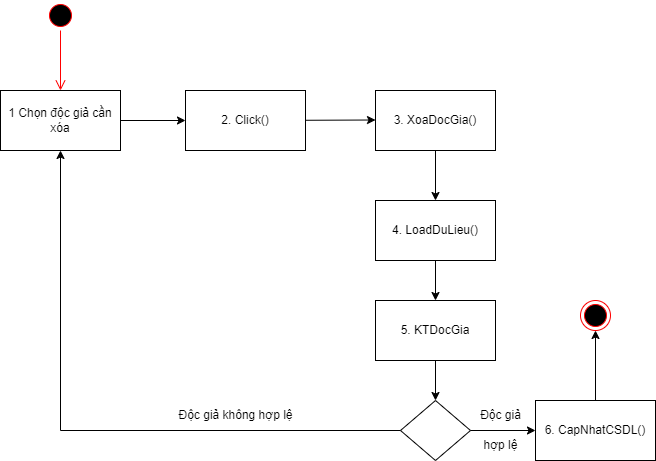 1 Chọn độc giả cần
xóa
2. Click()
3. XoaDocGia()
4. LoadDuLieu()
5. KTDocGia
Độc giả không hợp lệ
Độc giả
hợp lệ
6. CapNhatCSDL()